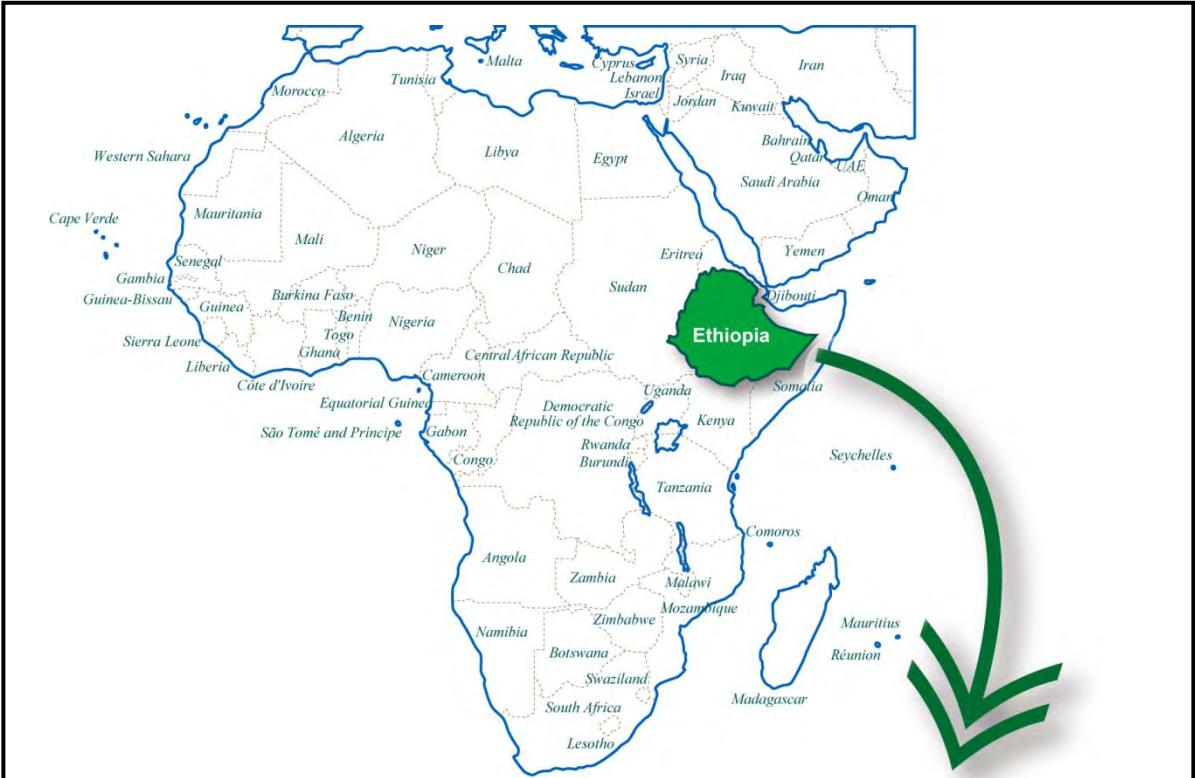 Malta
Cyprus
Syria
Iran
Tunisia
Lebanon
Iraq
Morocco
Israel
Jordan
Kuwait
Algeria
Libya
Egypt
Bahrain
Western Sahara
Qatar
UAE
Saudi Arabia
Oman
Mauritania
Cape Verde
Mali
Niger
Eritrea
Yemen
Senegal
Chad
Gambia
Sudan
Guinea-Bissau
Guinea
Burkina Faso
Djibouti
Benin
Nigeria
Togo
Ethiopia
Sierra Leone
Ghana
Central African Republic
Liberia
Cameroon
Côte d'Ivoire
Uganda
Somalia
Equatorial Guinea
Democratic
Republic of the Congo
Kenya
São Tomé and Príncipe
Gabon
Rwanda
Congo
Burundi
Seychelles
Tanzania
Comoros
Angola
Zambia
Malawi
Mozambique
Zimbabwe
Mauritius
Namibia
Botswana
Réunion
Swaziland
Madagascar
South Africa
Lesotho